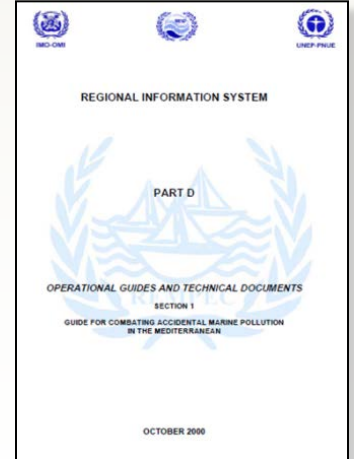 IMO-OMI
UNEP-PNUE
REGIONAL INFORMATION SYSTEM
PART D
OPERATIONAL GUIDES AND TECHNICAL DOCUMENTS
REMPEC
SECTION 1
GUIDE FOR COMBATING ACCIDENTAL MARINE POLLUTION
IN THE MEDITERRANEAN
OCTOBER 2000